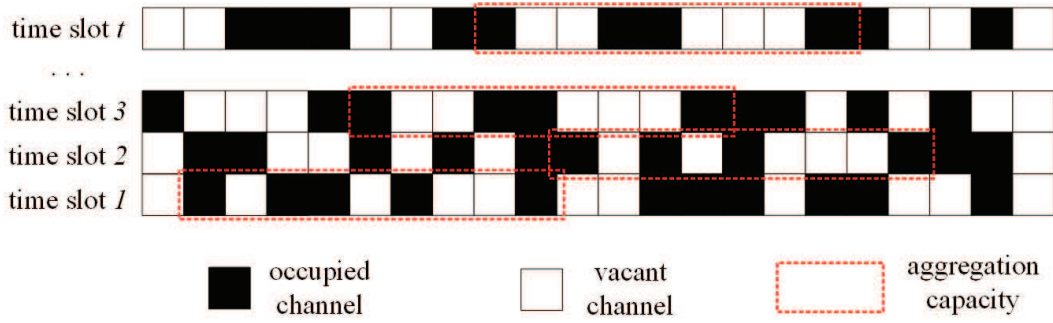 time slot t
. . .
time slot 3
time slot 2
time slot 1
occupied
channel
vacant
channel
aggregation
capacity